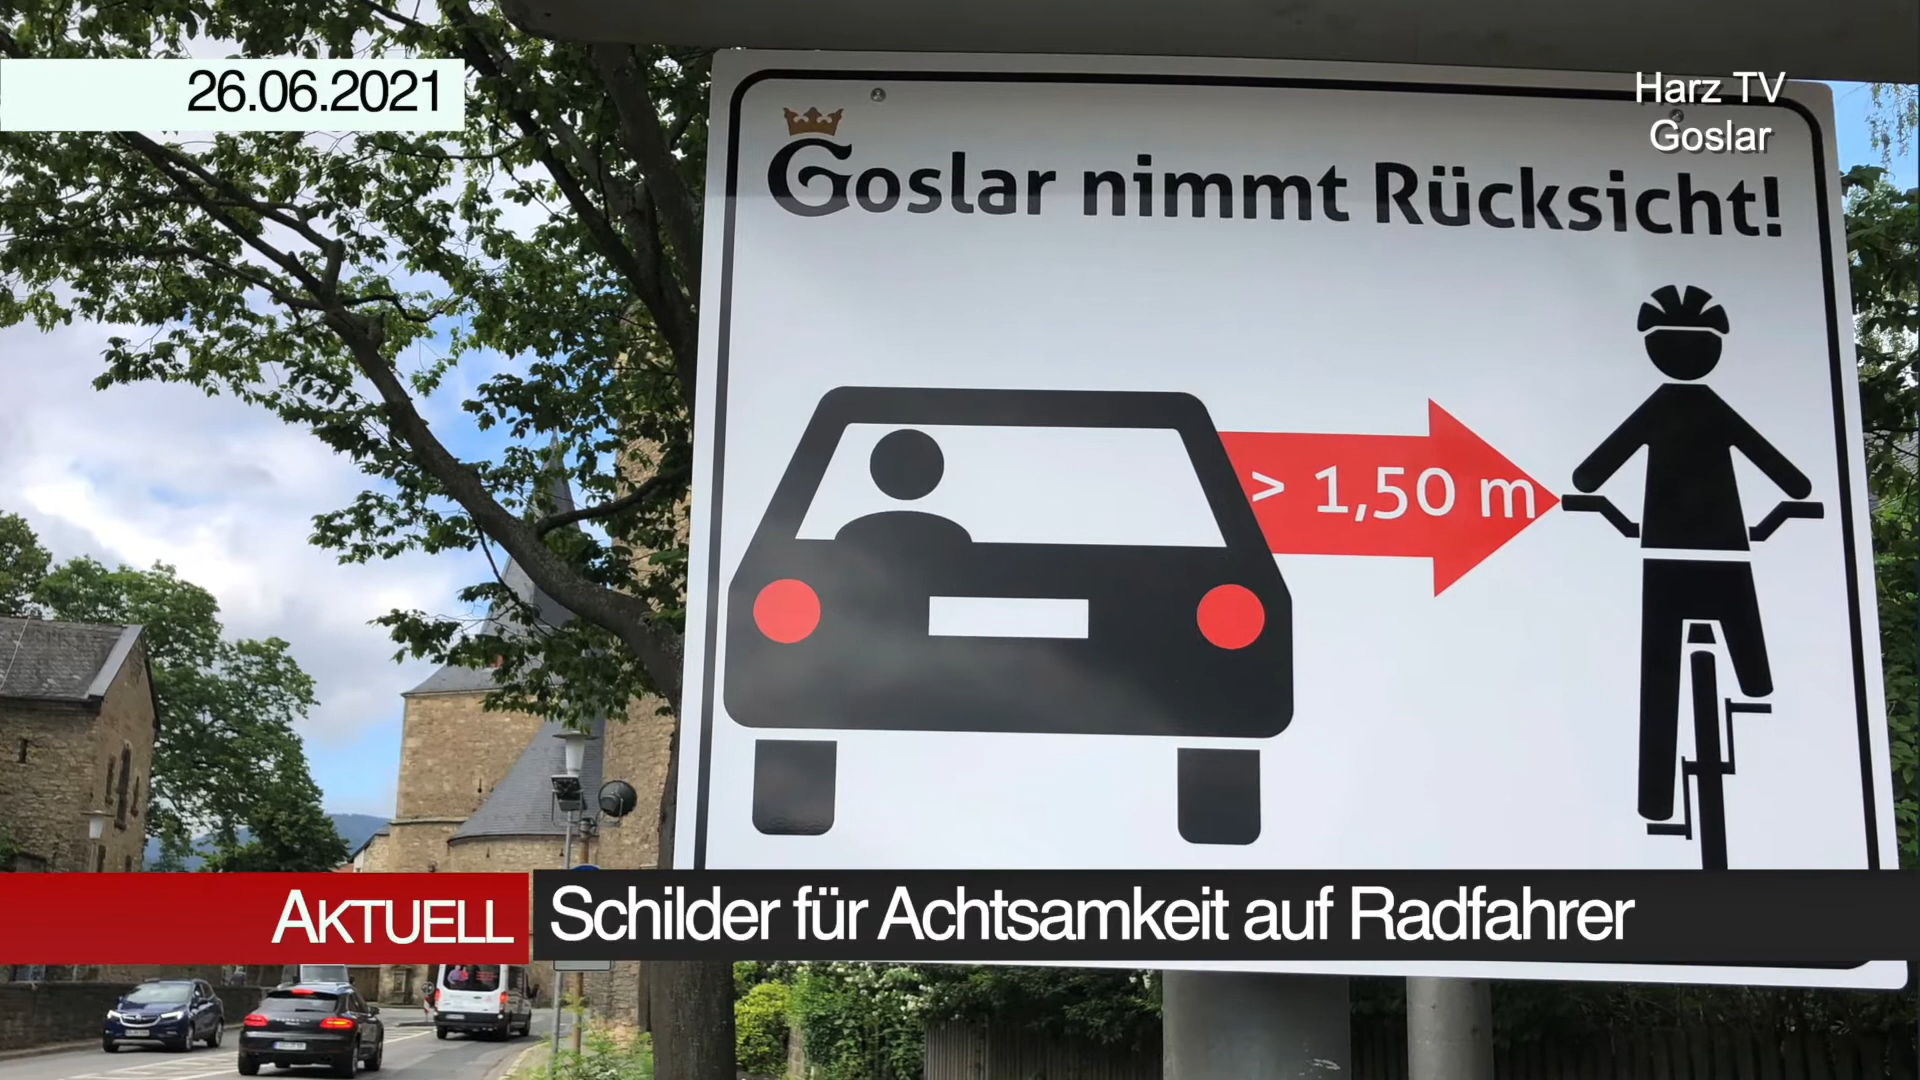 26.06.2021
Harz TV
Goslar
Goslar nimmt Rücksicht!
> 1,50 m
AKTUELL
Schilder für Achtsamkeit auf Radfahrer